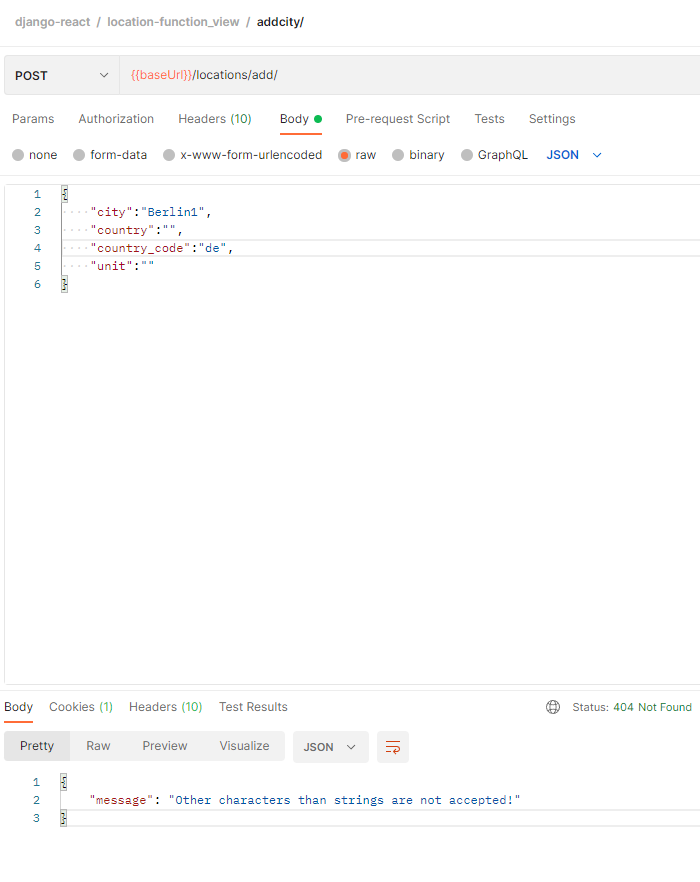 django-react / location-function_view / addcity/
POST {{baseUrl}}/locations/add/
Params Authorization Headers (10) Body Pre-request Script Tests Settings
none form-data x-www-form-urlencoded raw binary GraphQL JSON
1 {
2 ····"city":"Berlin1",
3 ····"country":"",
4 ····"country_code":"de",
5 ····"unit":""
6 }
Body Cookies (1) Headers (10) Test Results Status: 404 Not Found
Pretty Raw Preview Visualize JSON
1 {
2 "message": "Other characters than strings are not accepted!"
3 }